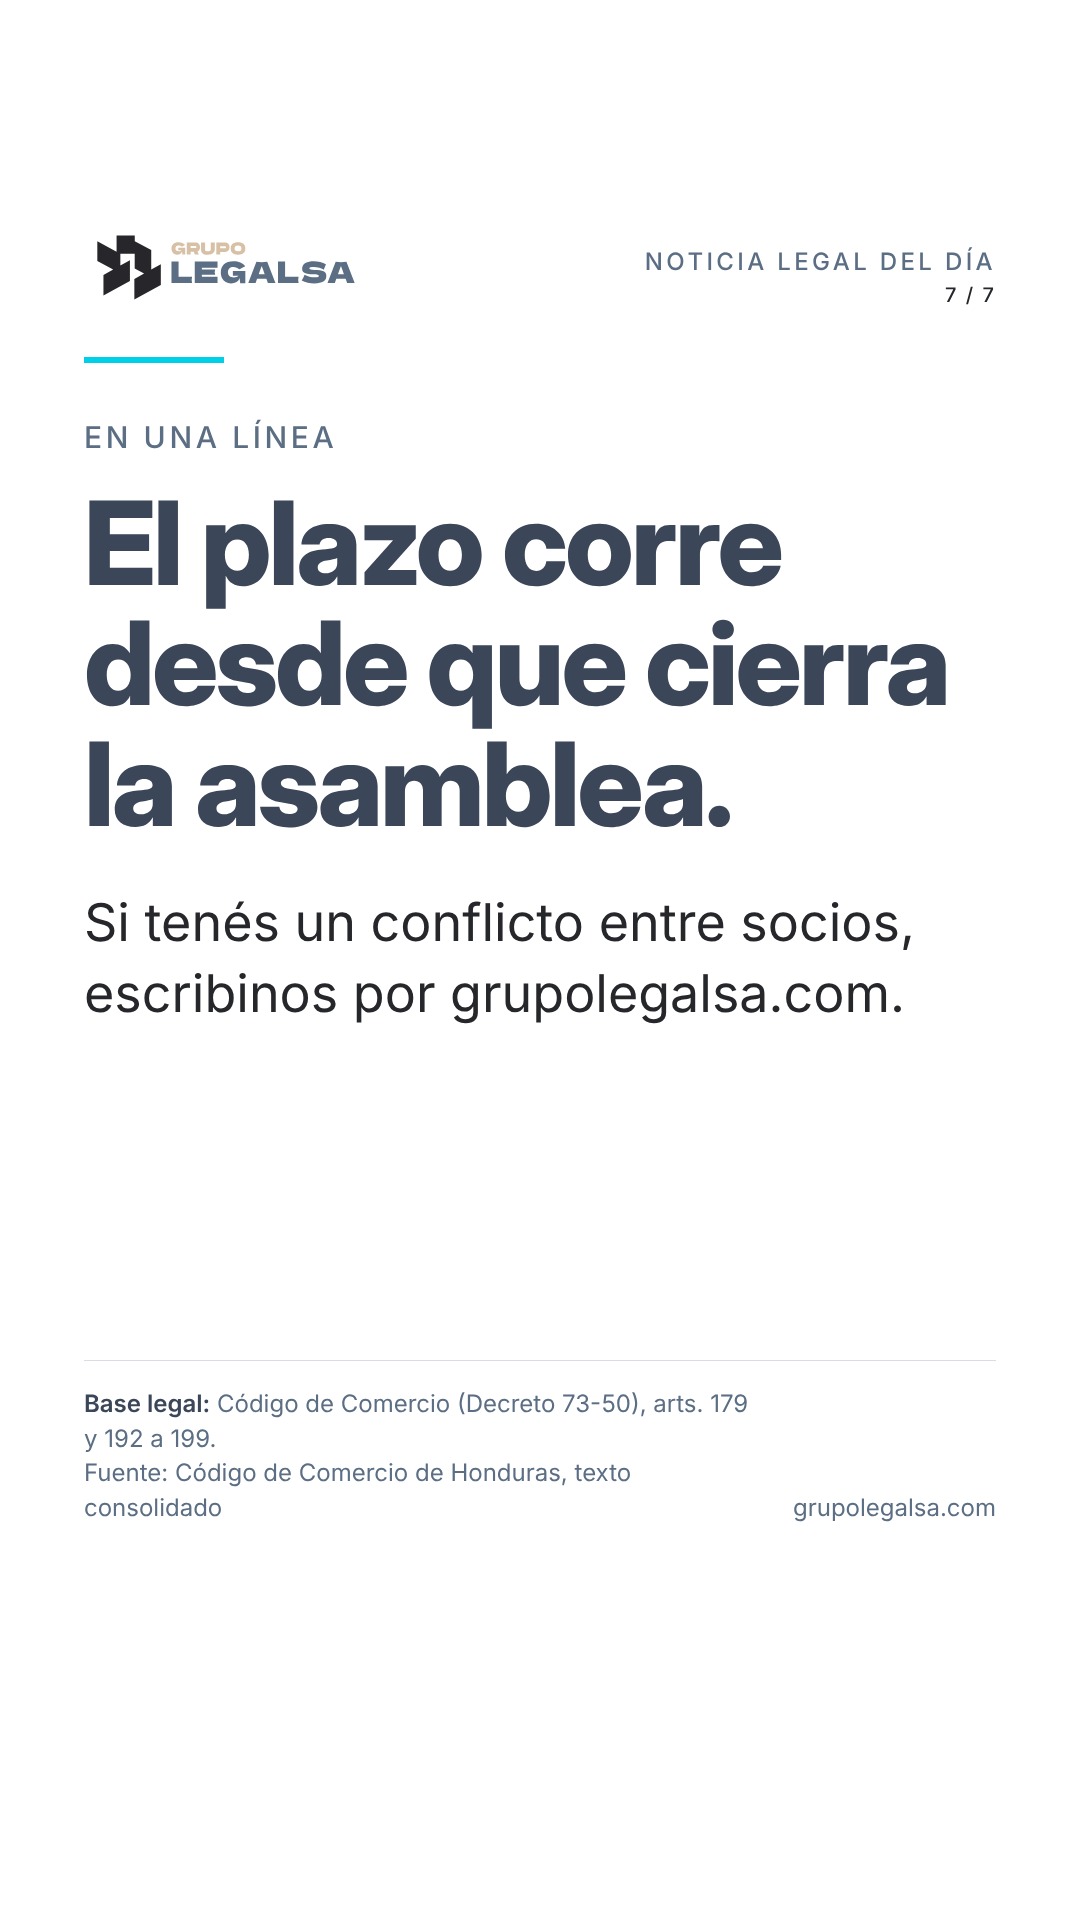 GRUPO
LEGALSA
NOTICIA LEGAL DEL DÍA
7 / 7
EN UNA LÍNEA
El plazo corre
desde que cierra
la asamblea.
Si tenés un conflicto entre socios,
escribinos por grupolegalsa.com.
Base legal: Código de Comercio (Decreto 73-50), arts. 179
y 192 a 199.
Fuente: Código de Comercio de Honduras, texto
consolidado
grupolegalsa.com